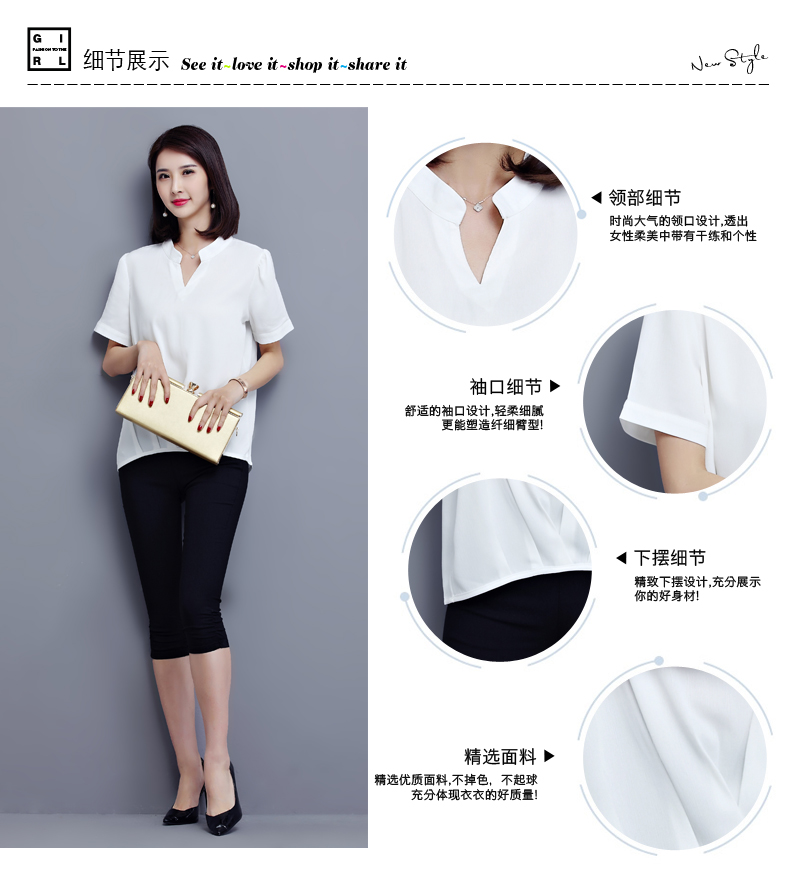 G I
FASHION TO THE
R L
细节展示 See it~love it~shop it~share it
New Style
领部细节
时尚大气的领口设计,透出
女性柔美中带有干练和个性
袖口细节
舒适的袖口设计,轻柔细腻
更能塑造纤细臂型!
下摆细节
精致下摆设计,充分展示
你的好身材!
精选面料
精选优质面料,不掉色，不起球
充分体现衣衣的好质量!